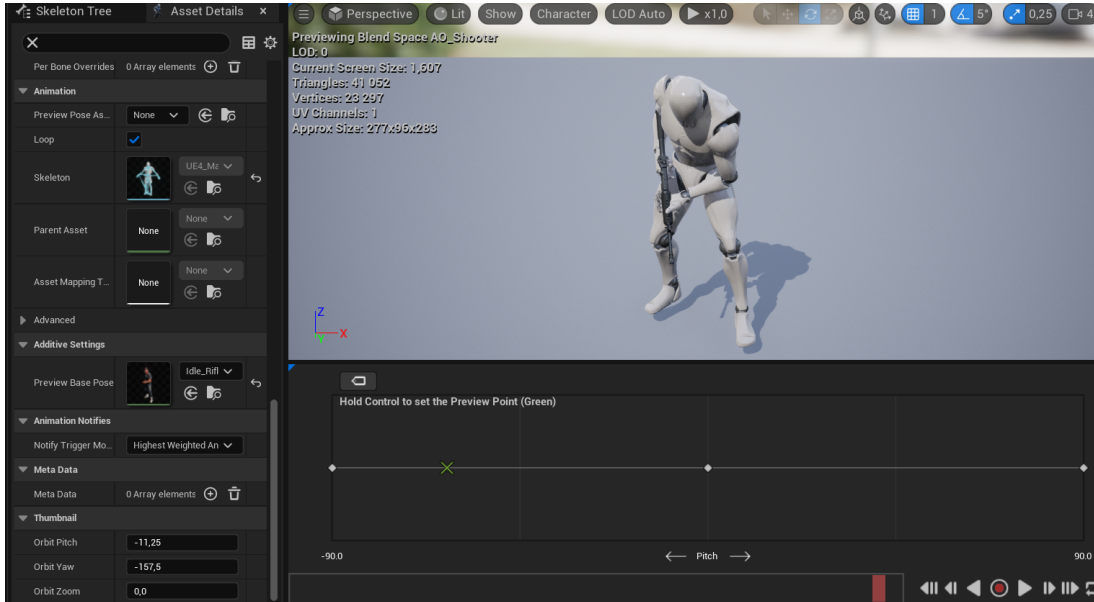 Skeleton Tree
Asset Details
Per Bone Overrides
0 Array elements
Animation
Preview Pose As...
None
Loop
Skeleton
UE4_Ma
Parent Asset
None
None
Asset Mapping T...
None
None
Advanced
Additive Settings
Preview Base Pose
Idle_Rifl
Animation Notifies
Notify Trigger Mo...
Highest Weighted An
Meta Data
Meta Data
0 Array elements
Thumbnail
Orbit Pitch
-11,25
Orbit Yaw
-157,5
Orbit Zoom
0,0
Perspective
Lit
Show
Character
LOD Auto
x1,0
1
5°
0,25
4
Previewing Blend Space AO_Shooter
LOD: 0
Current Screen Size: 1,507
Triangles: 41 052
Vertices: 23 297
UV Channels: 1
Approx Size: 277x96x283
Z
X
Y
Hold Control to set the Preview Point (Green)
-90.0
Pitch
90.0